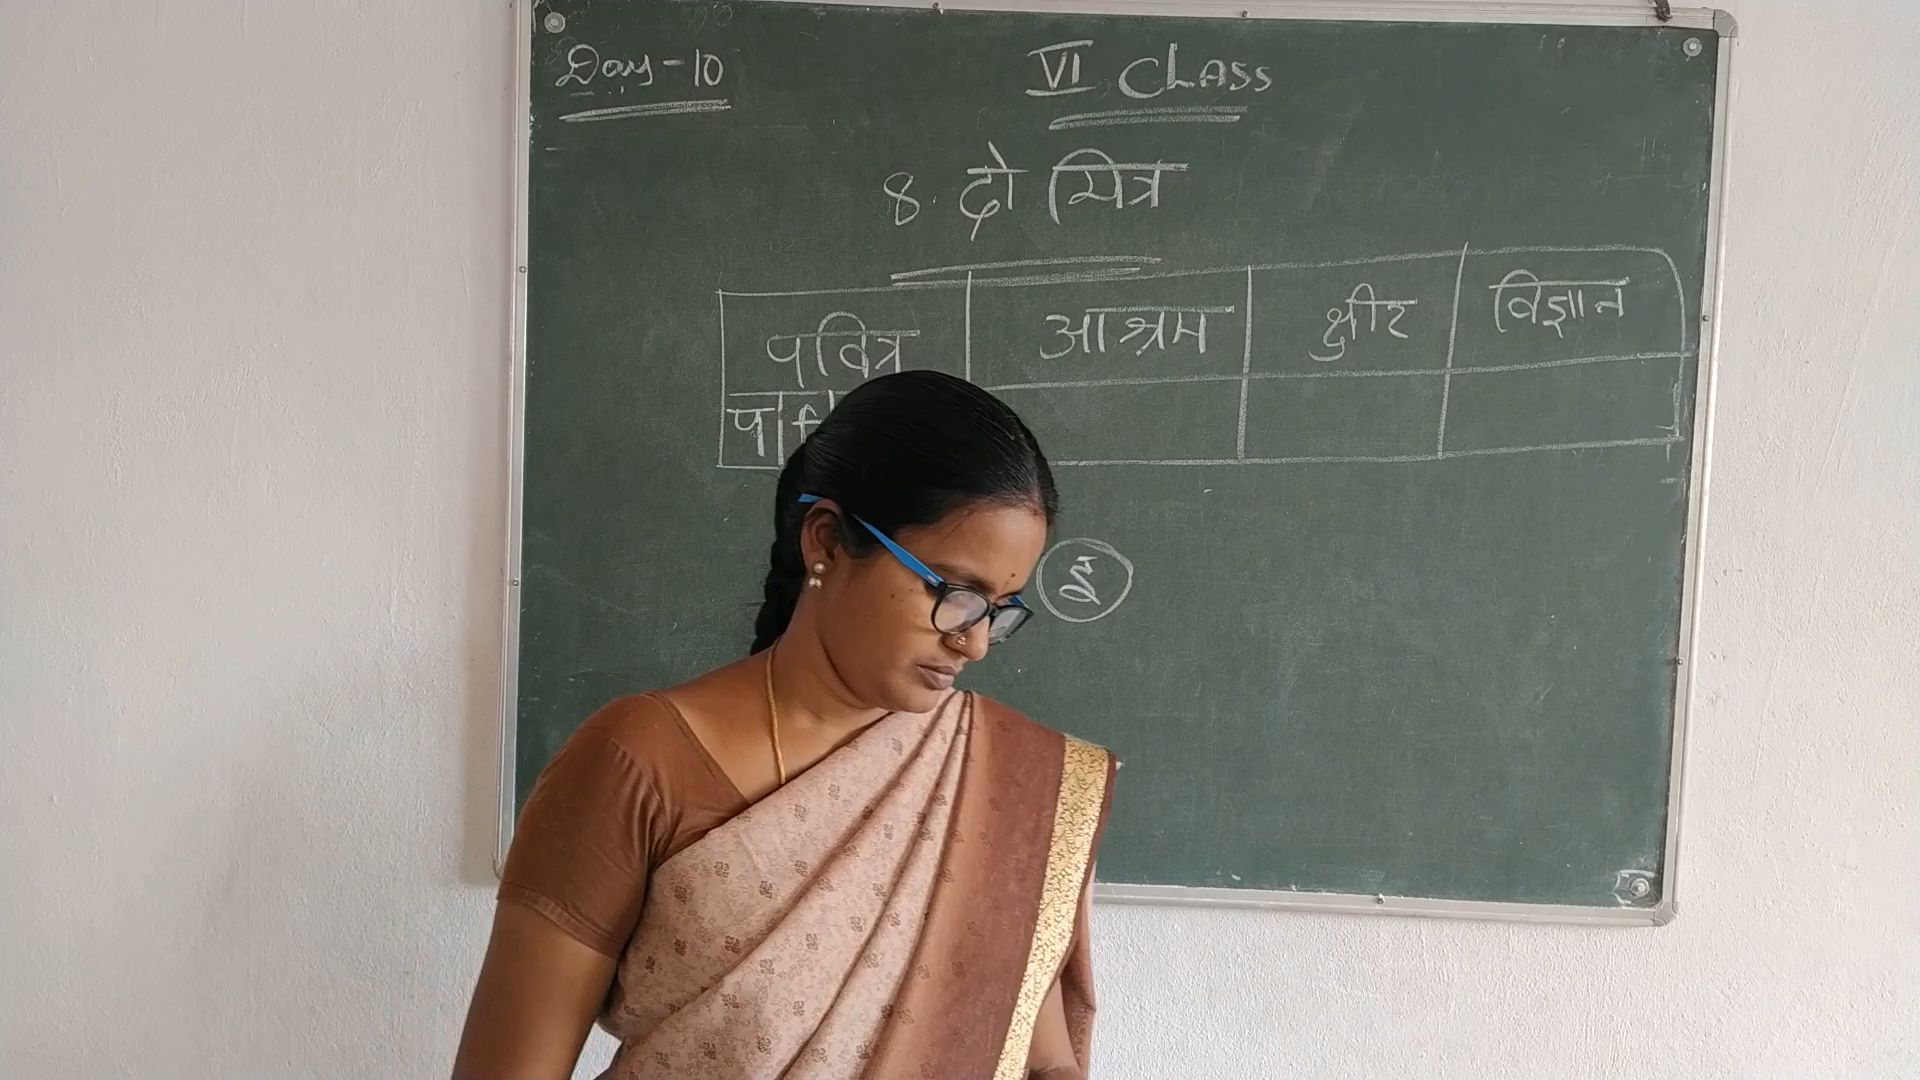 Day-10
VI CLASS
8. दो मित्र
पवित्र आश्रम क्षीर विज्ञान
प वि
इ